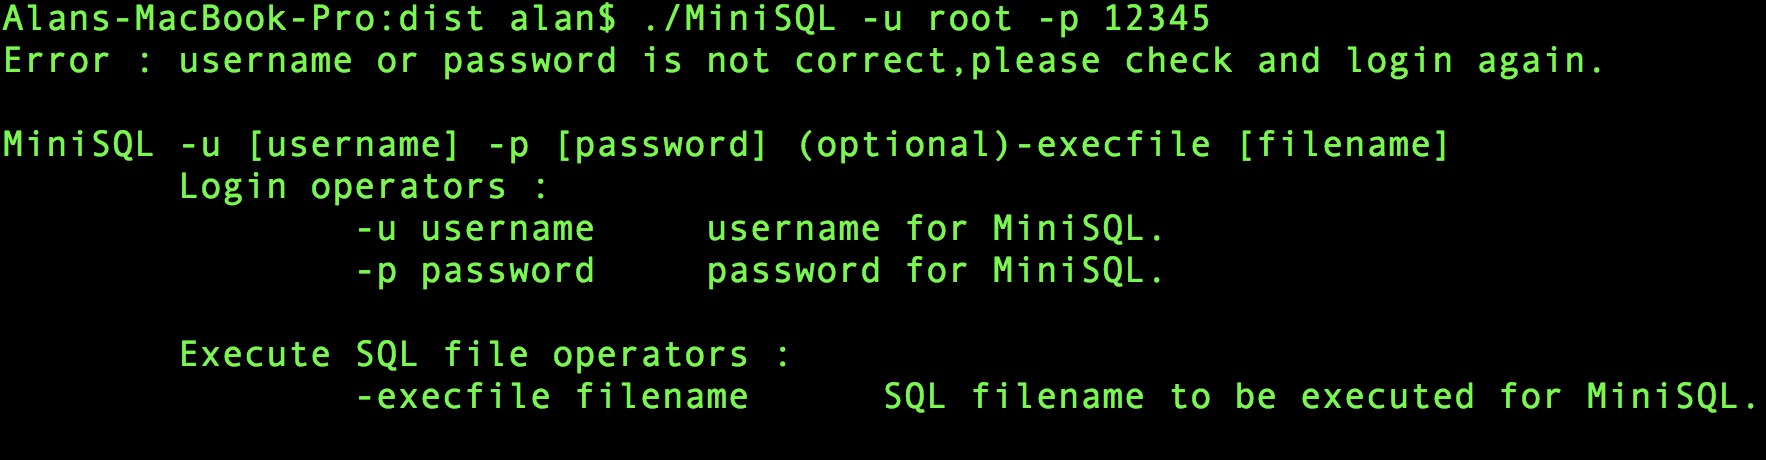 Alans-MacBook-Pro:dist alan$ ./MiniSQL -u root -p 12345
Error : username or password is not correct,please check and login again.
MiniSQL -u [username] -p [password] (optional)-execfile [filename]
Login operators :
-u username username for MiniSQL.
-p password password for MiniSQL.
Execute SQL file operators :
-execfile filename SQL filename to be executed for MiniSQL.